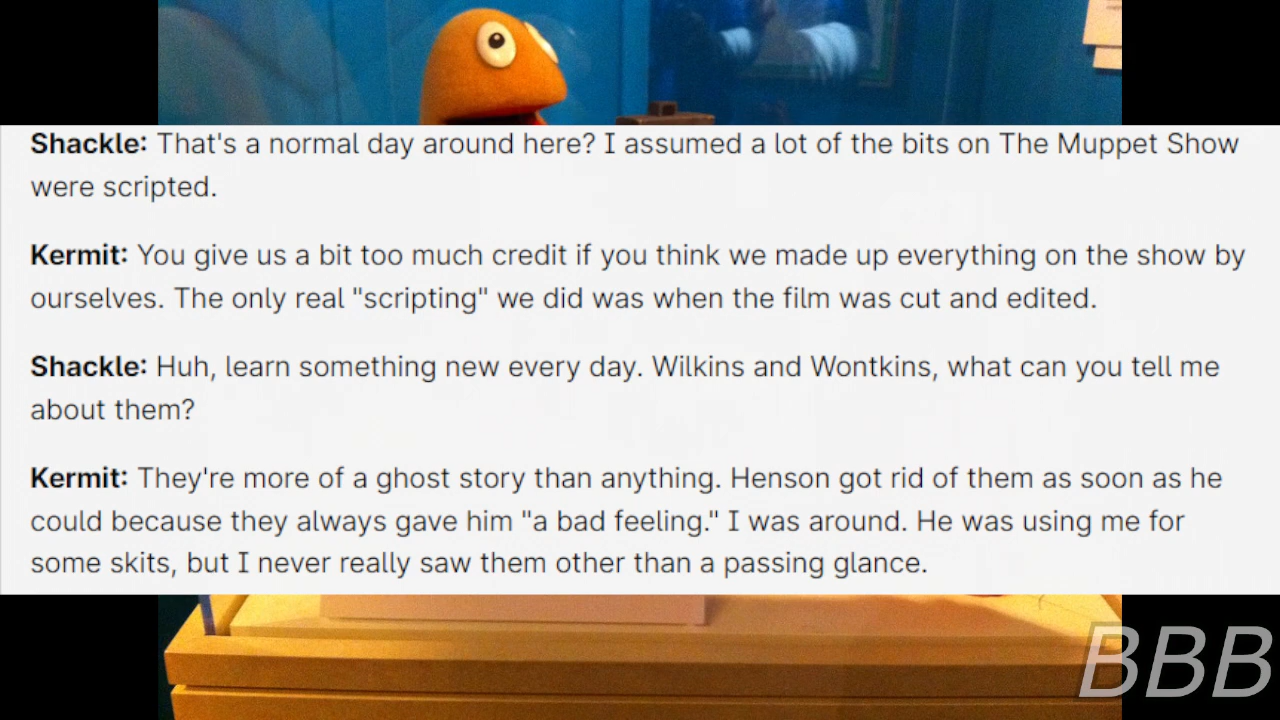 Shackle: That's a normal day around here? I assumed a lot of the bits on The Muppet Show
were scripted.
Kermit: You give us a bit too much credit if you think we made up everything on the show by
ourselves. The only real "scripting" we did was when the film was cut and edited.
Shackle: Huh, learn something new every day. Wilkins and Wontkins, what can you tell me
about them?
Kermit: They're more of a ghost story than anything. Henson got rid of them as soon as he
could because they always gave him "a bad feeling." I was around. He was using me for
some skits, but I never really saw them other than a passing glance.
BBB